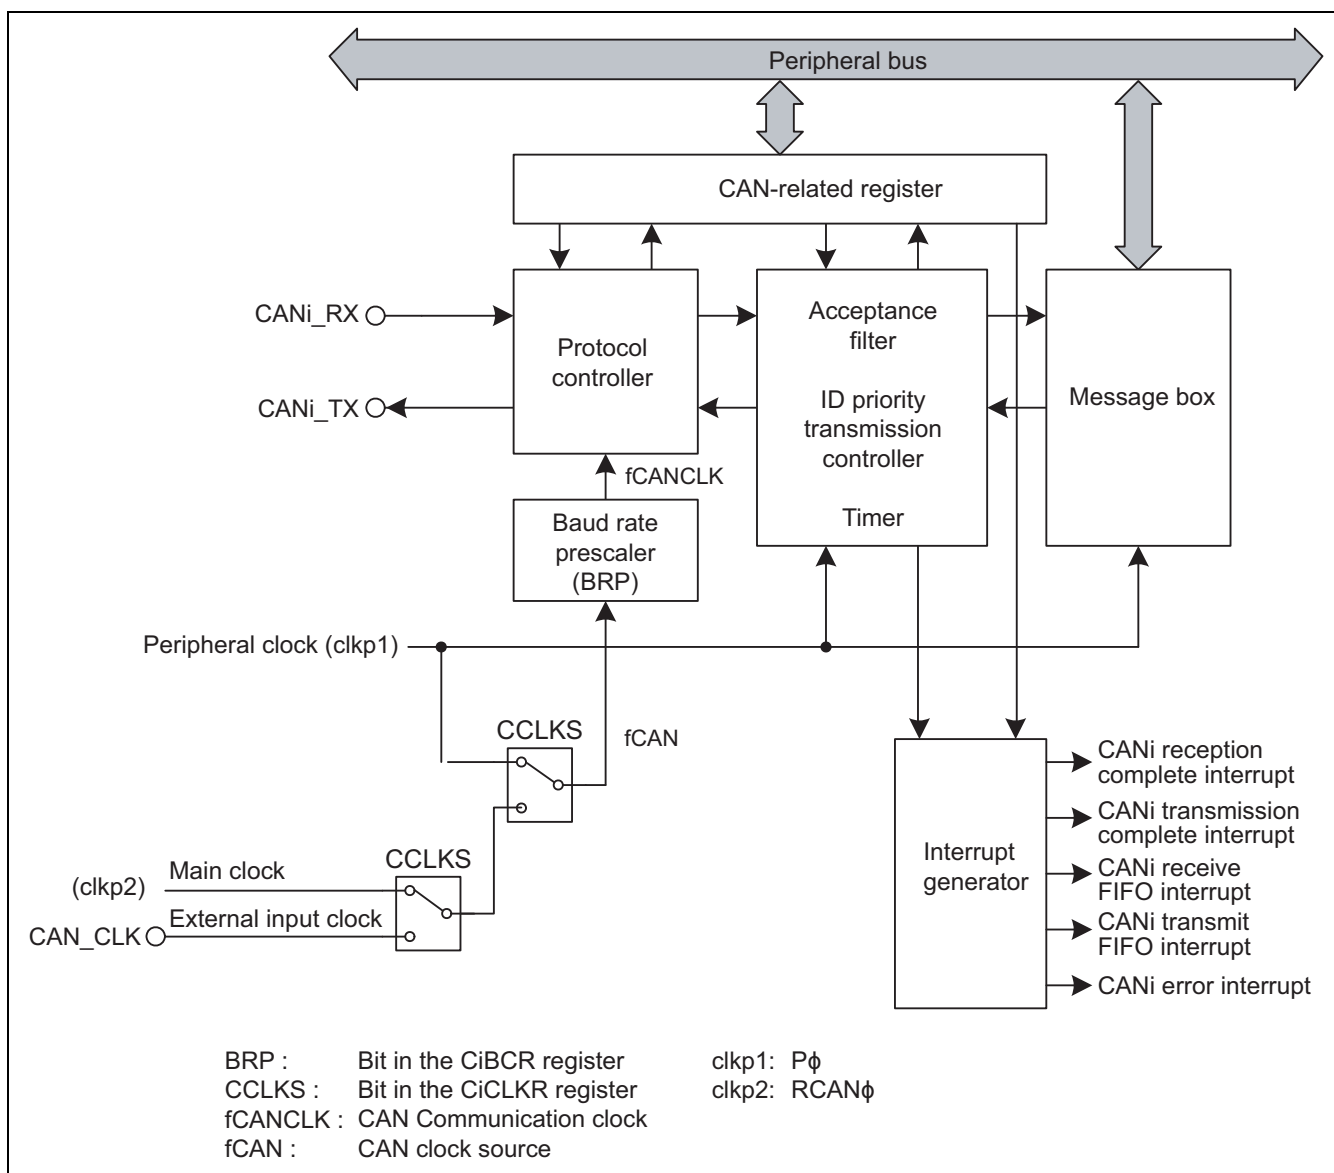 Peripheral bus
CAN-related register
CANi_RX
CANi_TX
Protocol
controller
Acceptance
filter
ID priority
transmission
controller
Timer
Message box
fCANCLK
Baud rate
prescaler
(BRP)
Peripheral clock (clkp1)
CCLKS
fCAN
CCLKS
(clkp2)
Main clock
CAN_CLK
External input clock
Interrupt
generator
CANi reception
complete interrupt
CANi transmission
complete interrupt
CANi receive
FIFO interrupt
CANi transmit
FIFO interrupt
CANi error interrupt
BRP : Bit in the CiBCR register
CCLKS : Bit in the CiCLKR register
fCANCLK : CAN Communication clock
fCAN : CAN clock source
clkp1: Pϕ
clkp2: RCANϕ